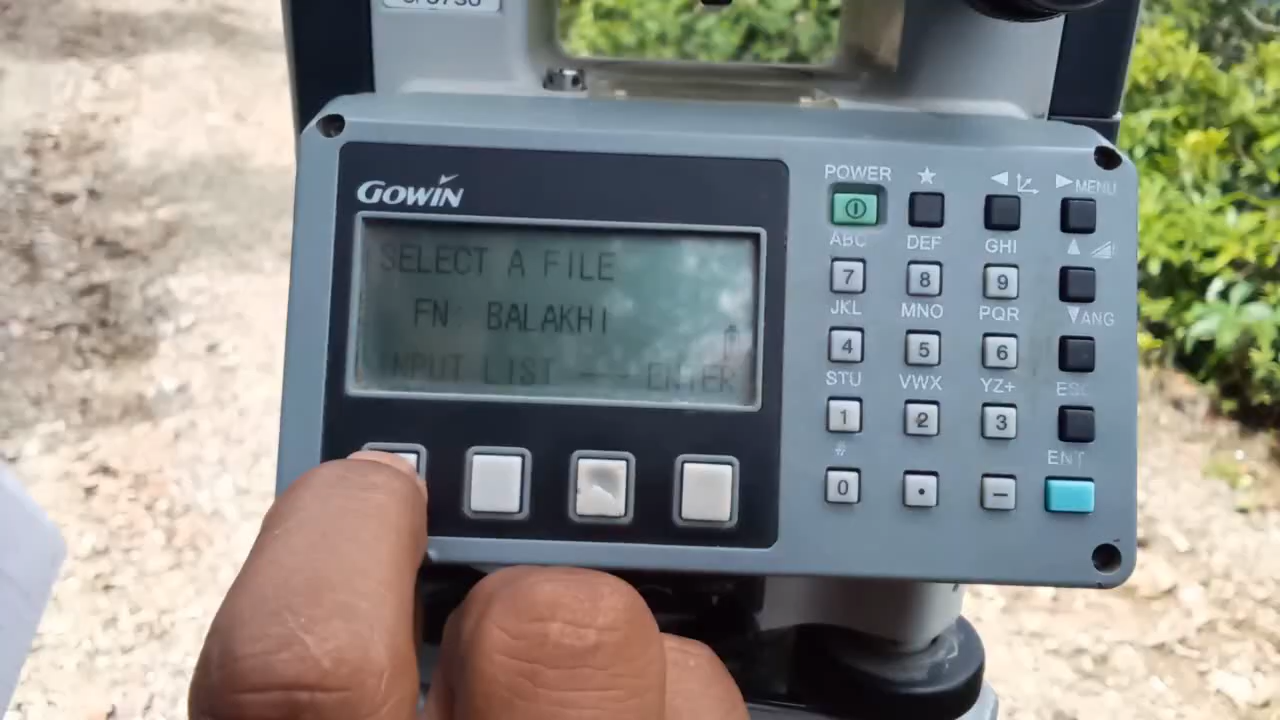 GOWIN
SELECT A FILE
FN: BALAKHI
INPUT LIST --- ENTER
POWER ★ ◄ ► MENU
ABC DEF GHI ▲
7 8 9
JKL MNO PQR ▼ANG
4 5 6
STU VWX YZ+ ESC
1 2 3
# ENT
0 . −